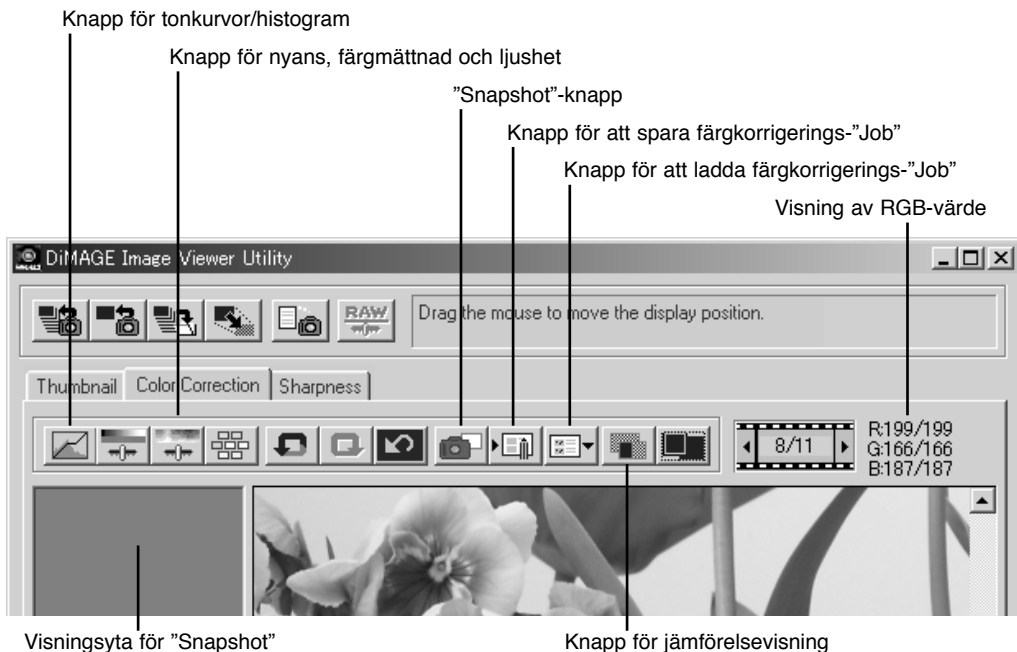 Knapp för tonkurvor/histogram
Knapp för nyans, färgmättnad och ljushet
”Snapshot”-knapp
Knapp för att spara färgkorrigerings-”Job”
Knapp för att ladda färgkorrigerings-”Job”
Visning av RGB-värde
DiMAGE Image Viewer Utility
RAW
Drag the mouse to move the display position.
Thumbnail Color Correction Sharpness
8/11
R:199/199
G:166/166
B:187/187
Visningsyta för ”Snapshot”
Knapp för jämförelsevisning